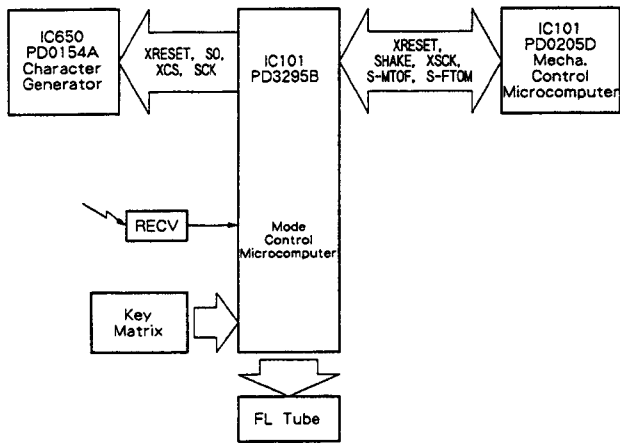 IC650
PD0154A
Character
Generator
XRESET, SO,
XCS, SCK
IC101
PD3295B
XRESET,
SHAKE, XSCK,
S-MTOF, S-FTOM
IC101
PD0205D
Mecha.
Control
Microcomputer
RECV
Mode
Control
Microcomputer
Key
Matrix
FL Tube